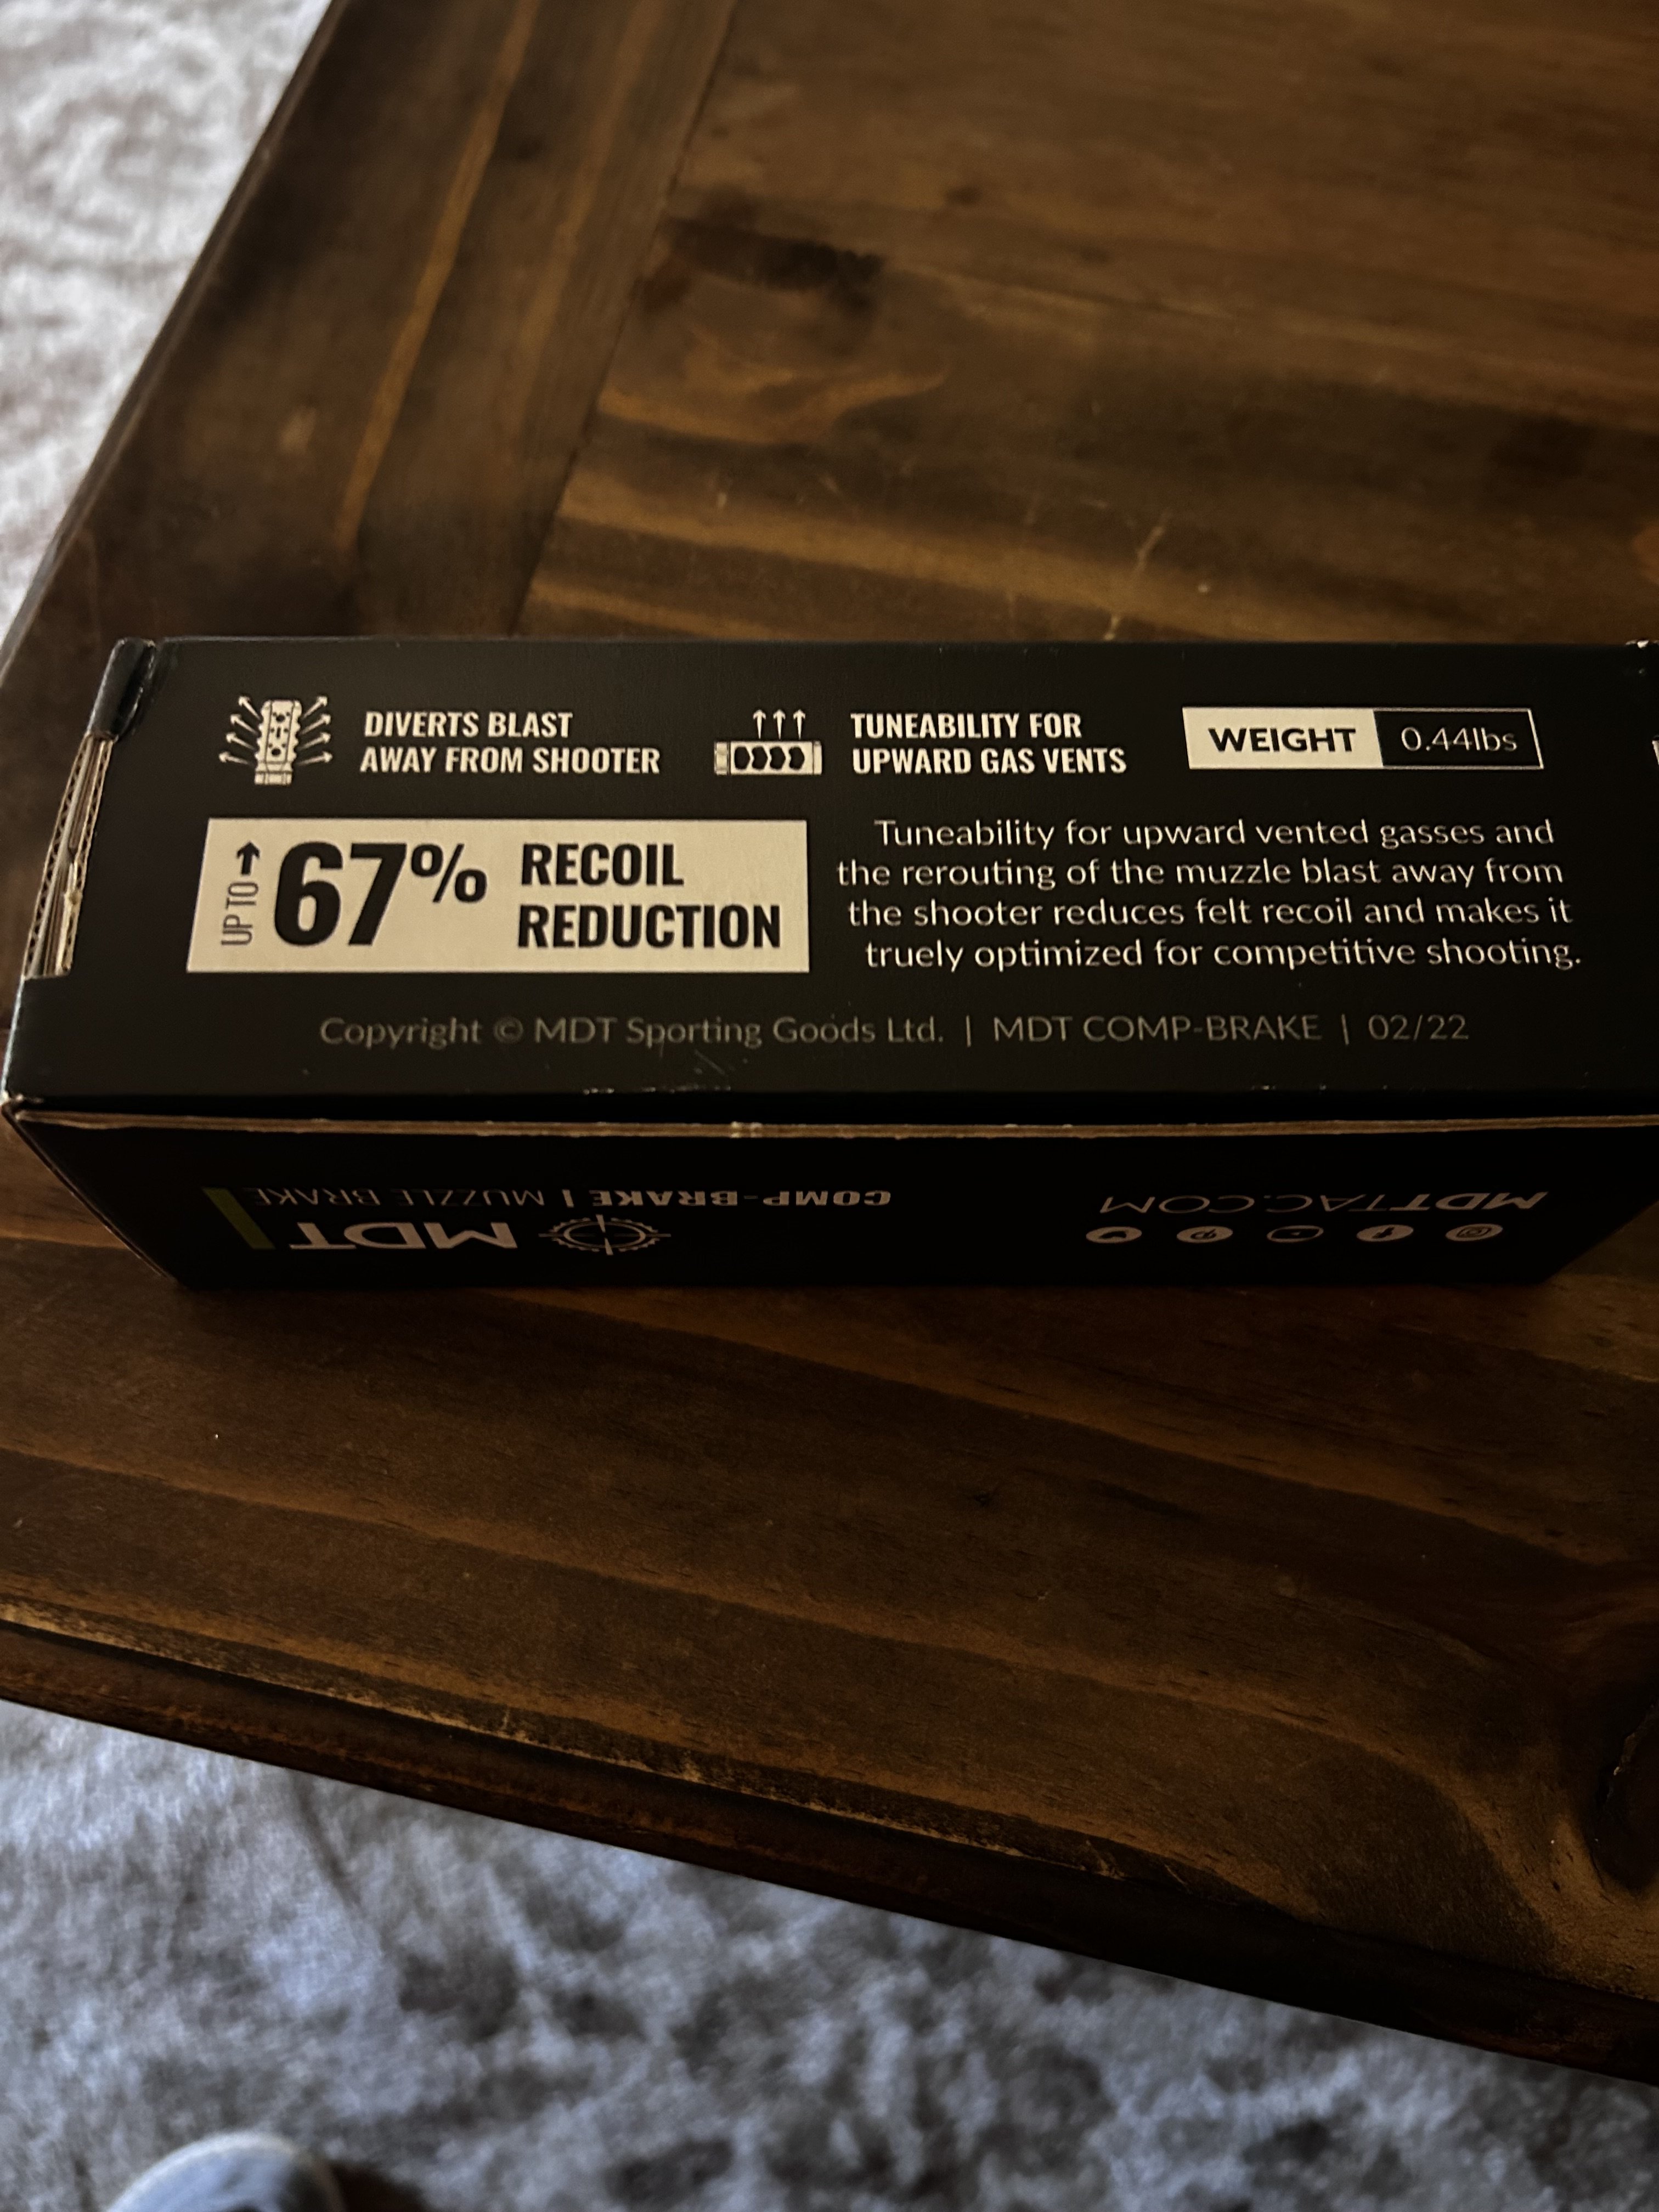 DIVERTS BLAST
AWAY FROM SHOOTER
TUNEABILITY FOR
UPWARD GAS VENTS
WEIGHT 0.44lbs
UP TO 67% RECOIL
REDUCTION
Tuneability for upward vented gasses and
the rerouting of the muzzle blast away from
the shooter reduces felt recoil and makes it
truely optimized for competitive shooting.
Copyright © MDT Sporting Goods Ltd. | MDT COMP-BRAKE | 02/22
MDT
COMP-BRAKE | MUZZLE BRAKE
MDTTAC.COM